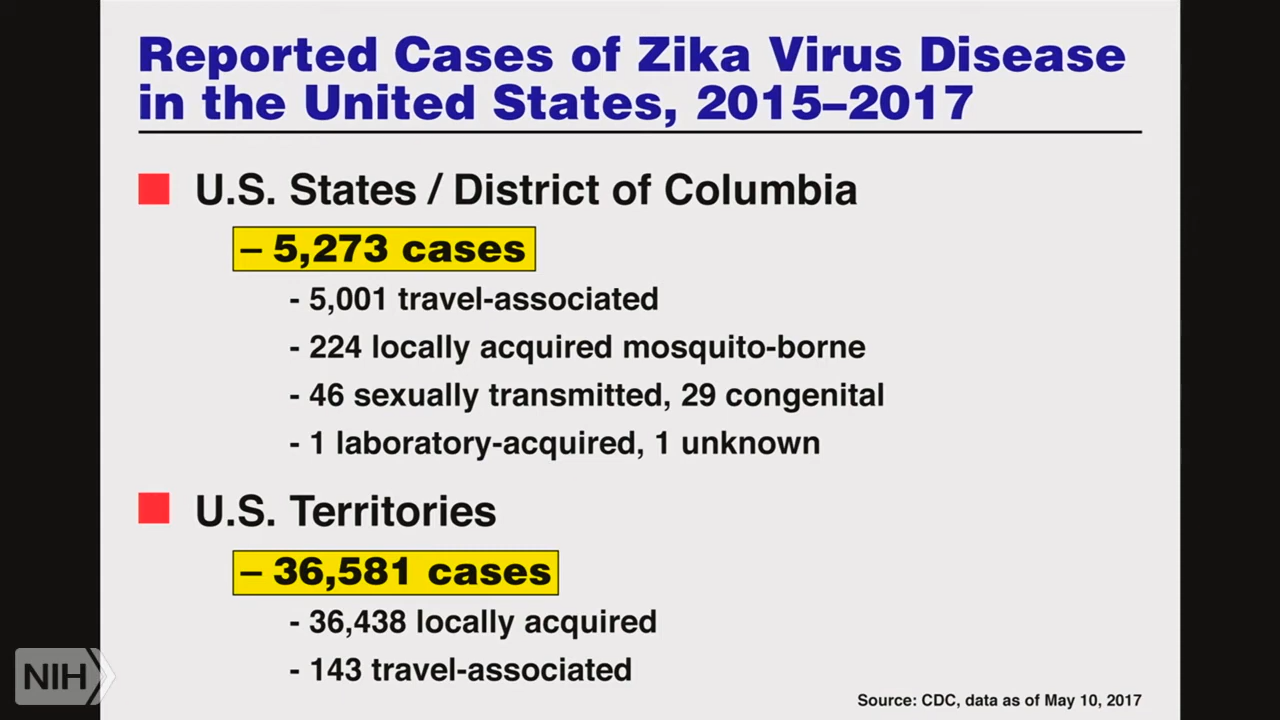 Reported Cases of Zika Virus Disease
in the United States, 2015–2017
U.S. States / District of Columbia
– 5,273 cases
- 5,001 travel-associated
- 224 locally acquired mosquito-borne
- 46 sexually transmitted, 29 congenital
- 1 laboratory-acquired, 1 unknown
U.S. Territories
– 36,581 cases
- 36,438 locally acquired
- 143 travel-associated
NIH
Source: CDC, data as of May 10, 2017